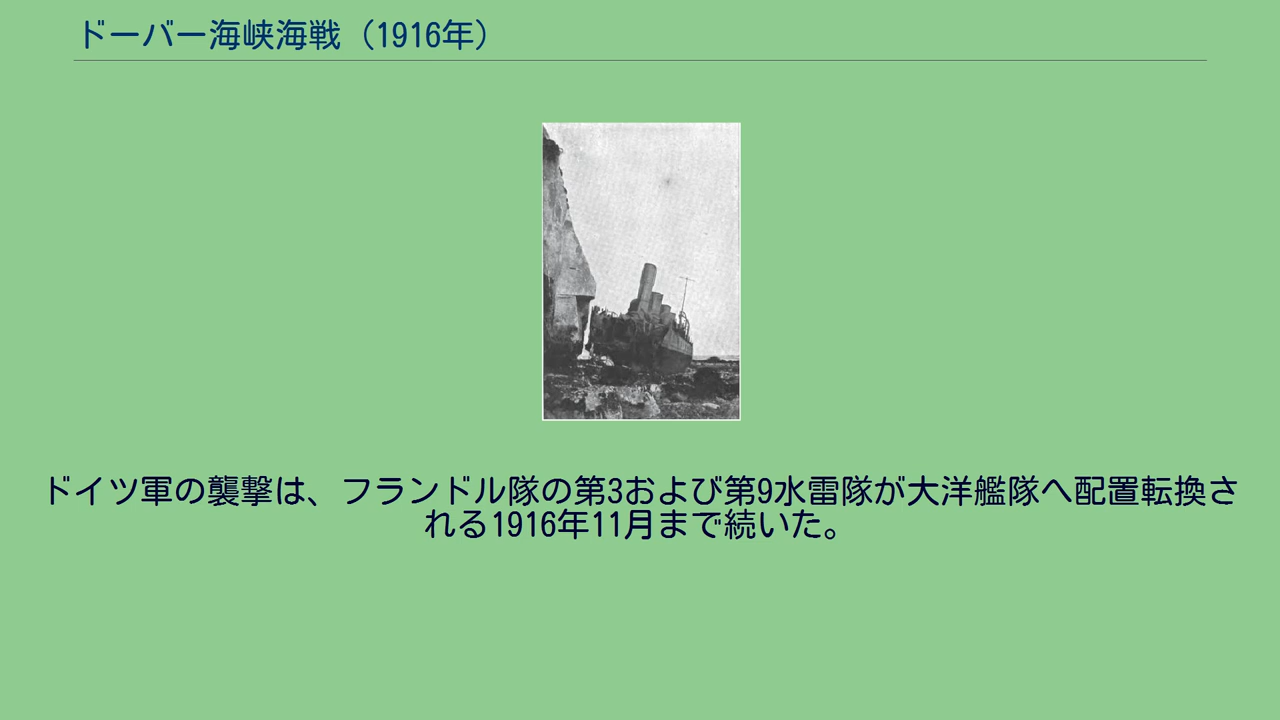 ドーバー海峡海戦（1916年）
ドイツ軍の襲撃は、フランドル隊の第3および第9水雷隊が大洋艦隊へ配置転換さ
れる1916年11月まで続いた。